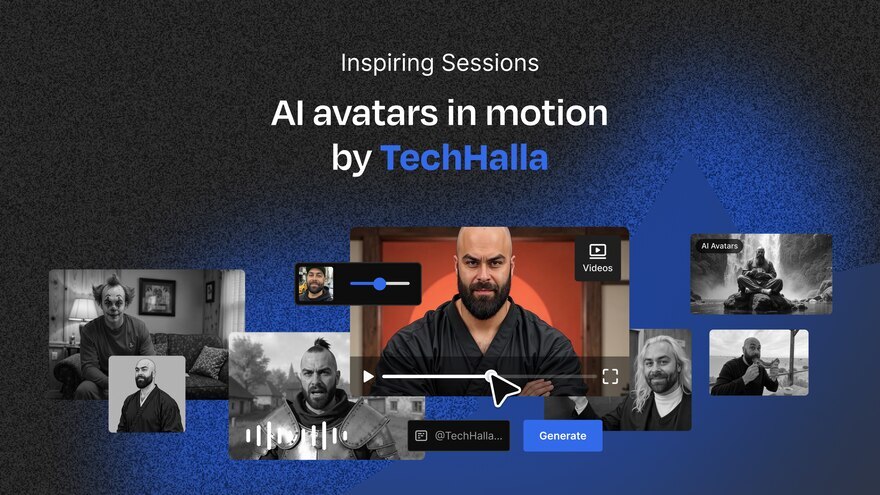 Inspiring Sessions
AI avatars in motion
by TechHalla
Videos
AI Avatars
@TechHalla...
Generate